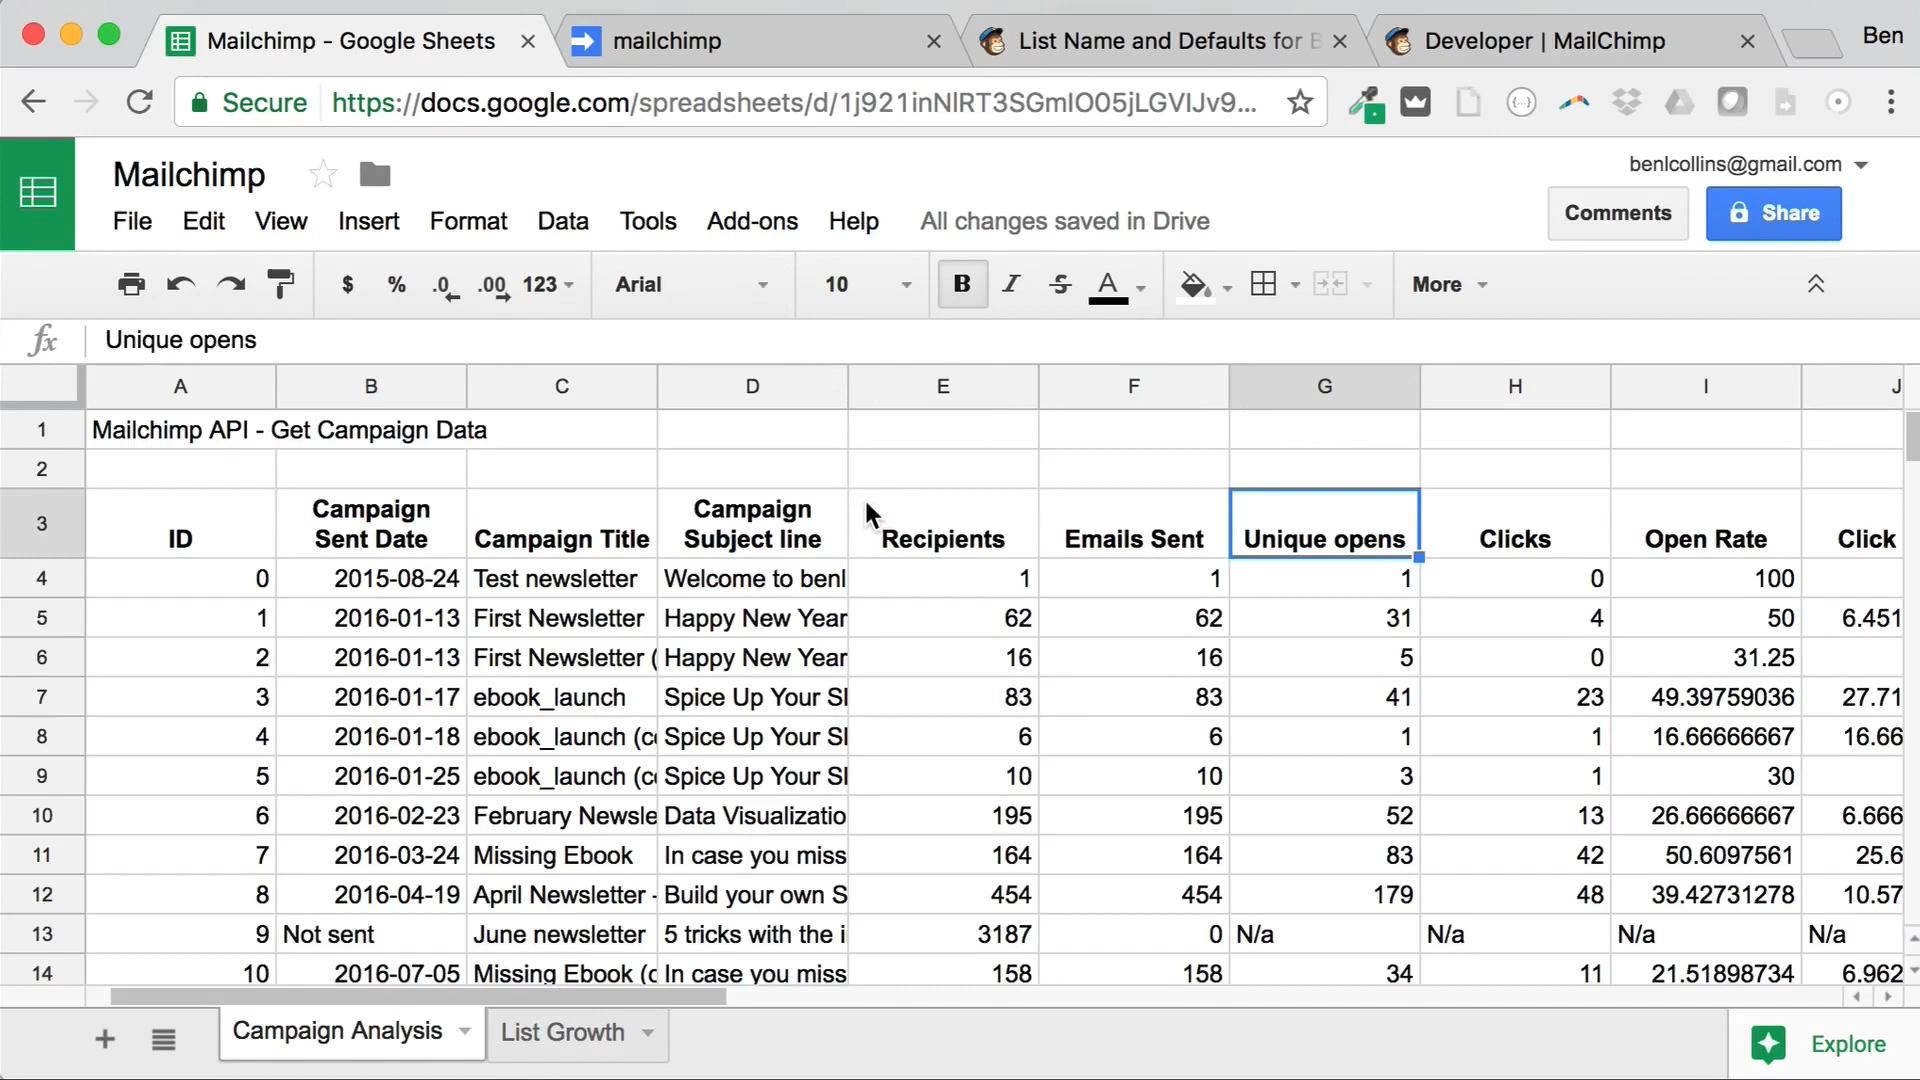 Mailchimp - Google Sheets
mailchimp
List Name and Defaults for B
Developer | MailChimp
Ben
Secure
https://docs.google.com/spreadsheets/d/1j921inNlRT3SGmIO05jLGVIJv9...
Mailchimp
benlcollins@gmail.com
File Edit View Insert Format Data Tools Add-ons Help All changes saved in Drive
Comments
Share
$ % .0 .00 123 Arial 10 B I S A More
fx Unique opens
A B C D E F G H I J
1 Mailchimp API - Get Campaign Data
2
3 ID Campaign Sent Date Campaign Title Campaign Subject line Recipients Emails Sent Unique opens Clicks Open Rate Click
4 0 2015-08-24 Test newsletter Welcome to benl 1 1 1 0 100
5 1 2016-01-13 First Newsletter Happy New Year 62 62 31 4 50 6.451
6 2 2016-01-13 First Newsletter ( Happy New Year 16 16 5 0 31.25
7 3 2016-01-17 ebook_launch Spice Up Your Sl 83 83 41 23 49.39759036 27.71
8 4 2016-01-18 ebook_launch (co Spice Up Your Sl 6 6 1 1 16.66666667 16.66
9 5 2016-01-25 ebook_launch (co Spice Up Your Sl 10 10 3 1 30
10 6 2016-02-23 February Newsle Data Visualizatio 195 195 52 13 26.66666667 6.666
11 7 2016-03-24 Missing Ebook In case you miss 164 164 83 42 50.6097561 25.6
12 8 2016-04-19 April Newsletter - Build your own S 454 454 179 48 39.42731278 10.57
13 9 Not sent June newsletter 5 tricks with the i 3187 0 N/a N/a N/a N/a
14 10 2016-07-05 Missing Ebook (c In case you miss 158 158 34 11 21.51898734 6.962
Campaign Analysis
List Growth
Explore